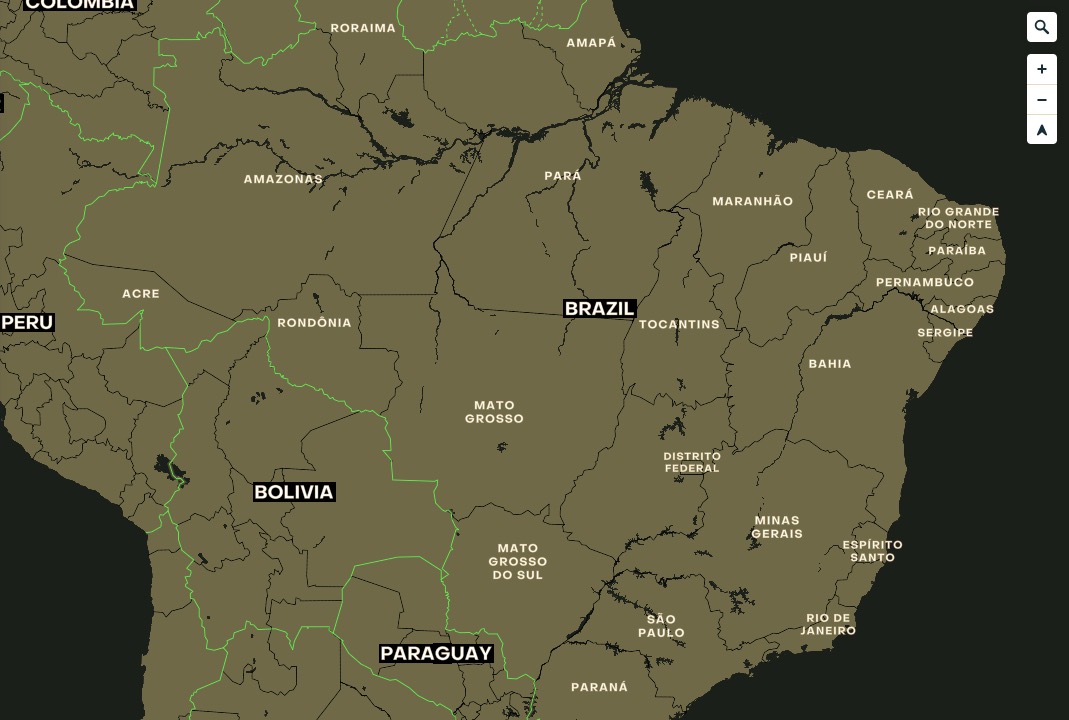 COLOMBIA
RORAIMA
AMAPÁ
AMAZONAS
PARÁ
MARANHÃO
CEARÁ
RIO GRANDE
DO NORTE
PARAÍBA
PIAUÍ
PERNAMBUCO
ACRE
ALAGOAS
PERU
RONDÔNIA
BRAZIL
TOCANTINS
SERGIPE
BAHIA
MATO
GROSSO
DISTRITO
FEDERAL
BOLIVIA
MINAS
GERAIS
ESPÍRITO
SANTO
MATO
GROSSO
DO SUL
SÃO
PAULO
RIO DE
JANEIRO
PARAGUAY
PARANÁ